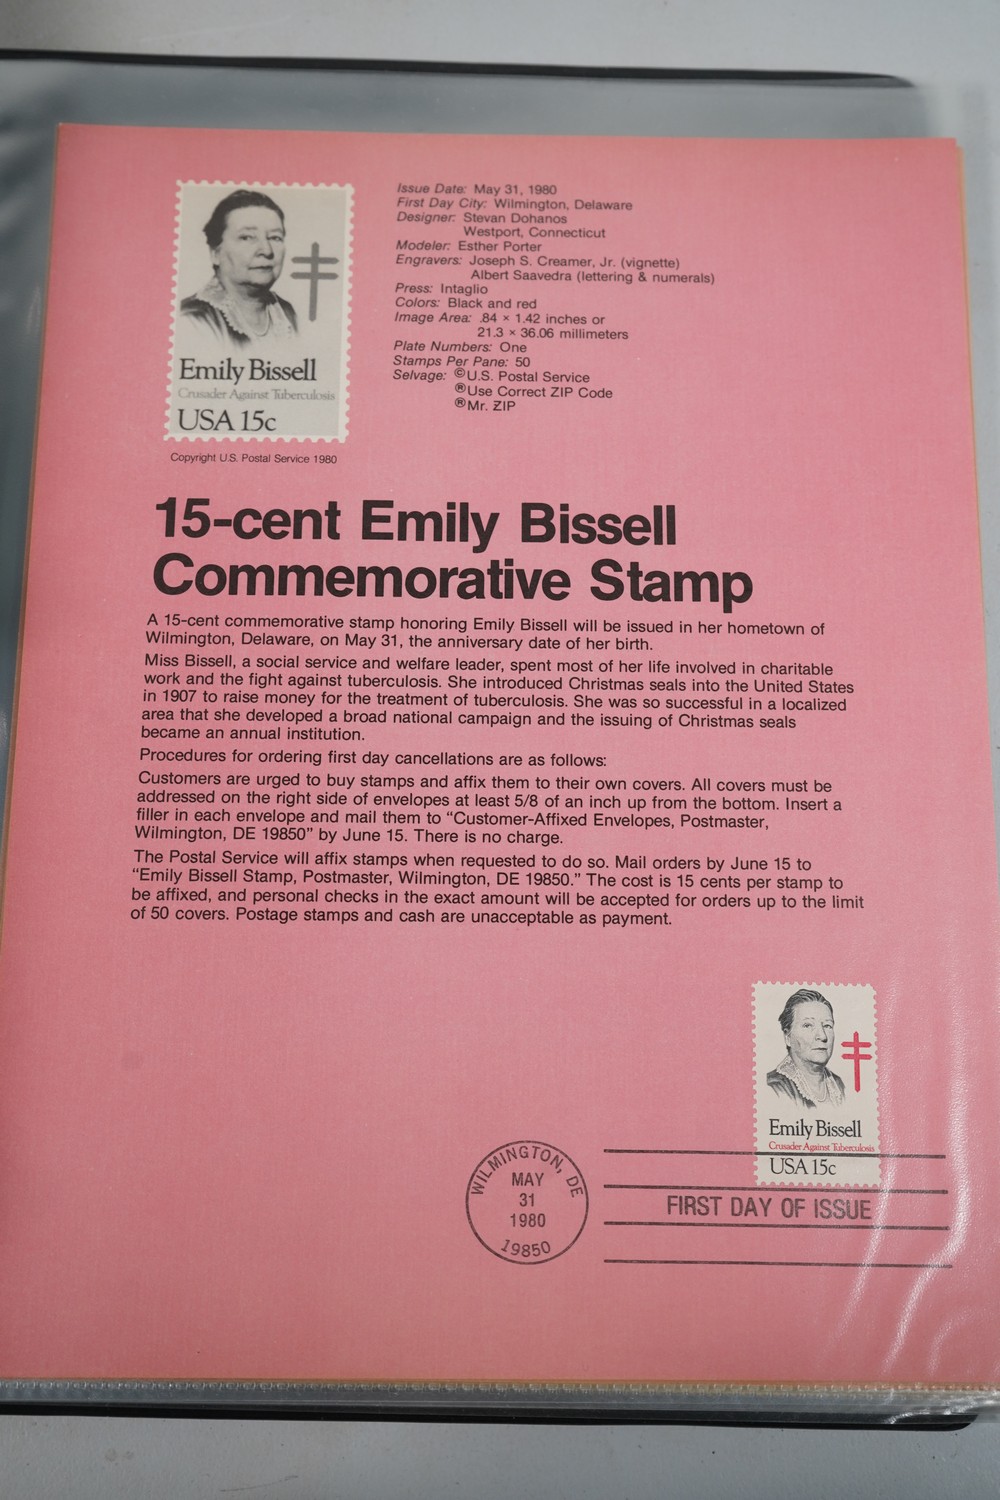 Emily Bissell
Crusader Against Tuberculosis
USA 15c
Copyright U.S. Postal Service 1980
Issue Date: May 31, 1980
First Day City: Wilmington, Delaware
Designer: Stevan Dohanos
Westport, Connecticut
Modeler: Esther Porter
Engravers: Joseph S. Creamer, Jr. (vignette)
Albert Saavedra (lettering & numerals)
Press: Intaglio
Colors: Black and red
Image Area: .84 × 1.42 inches or
21.3 × 36.06 millimeters
Plate Numbers: One
Stamps Per Pane: 50
Selvage: ©U.S. Postal Service
®Use Correct ZIP Code
®Mr. ZIP
15-cent Emily Bissell
Commemorative Stamp
A 15-cent commemorative stamp honoring Emily Bissell will be issued in her hometown of
Wilmington, Delaware, on May 31, the anniversary date of her birth.
Miss Bissell, a social service and welfare leader, spent most of her life involved in charitable
work and the fight against tuberculosis. She introduced Christmas seals into the United States
in 1907 to raise money for the treatment of tuberculosis. She was so successful in a localized
area that she developed a broad national campaign and the issuing of Christmas seals
became an annual institution.
Procedures for ordering first day cancellations are as follows:
Customers are urged to buy stamps and affix them to their own covers. All covers must be
addressed on the right side of envelopes at least 5/8 of an inch up from the bottom. Insert a
filler in each envelope and mail them to “Customer-Affixed Envelopes, Postmaster,
Wilmington, DE 19850” by June 15. There is no charge.
The Postal Service will affix stamps when requested to do so. Mail orders by June 15 to
“Emily Bissell Stamp, Postmaster, Wilmington, DE 19850.” The cost is 15 cents per stamp to
be affixed, and personal checks in the exact amount will be accepted for orders up to the limit
of 50 covers. Postage stamps and cash are unacceptable as payment.
Emily Bissell
Crusader Against Tuberculosis
USA 15c
WILMINGTON, DE
MAY
31
1980
19850
FIRST DAY OF ISSUE